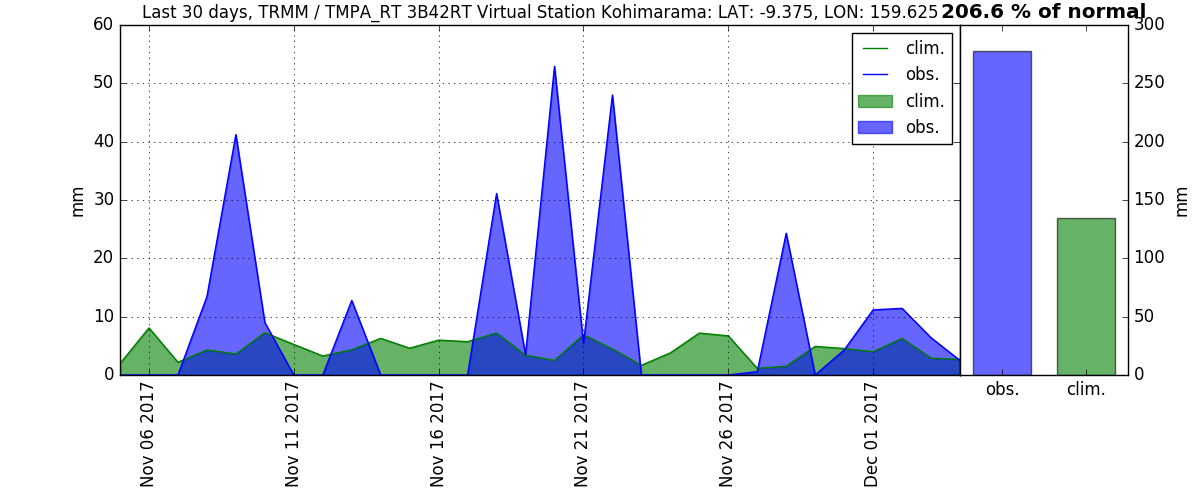 Last 30 days, TRMM / TMPA_RT 3B42RT Virtual Station Kohimarama: LAT: -9.375, LON: 159.625
206.6 % of normal
60
50
40
30
20
10
0
mm
clim.
obs.
clim.
obs.
Nov 06 2017
Nov 11 2017
Nov 16 2017
Nov 21 2017
Nov 26 2017
Dec 01 2017
300
250
200
150
100
50
0
mm
obs.
clim.